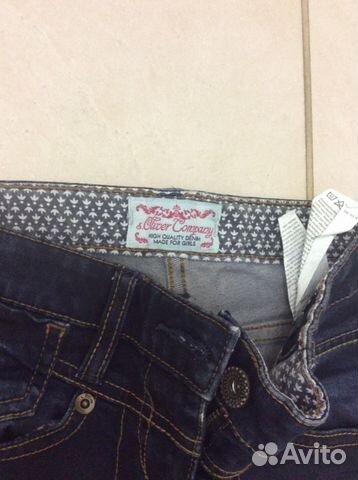 s.Oliver Company
HIGH QUALITY DENIM
MADE FOR GIRLS
Avito